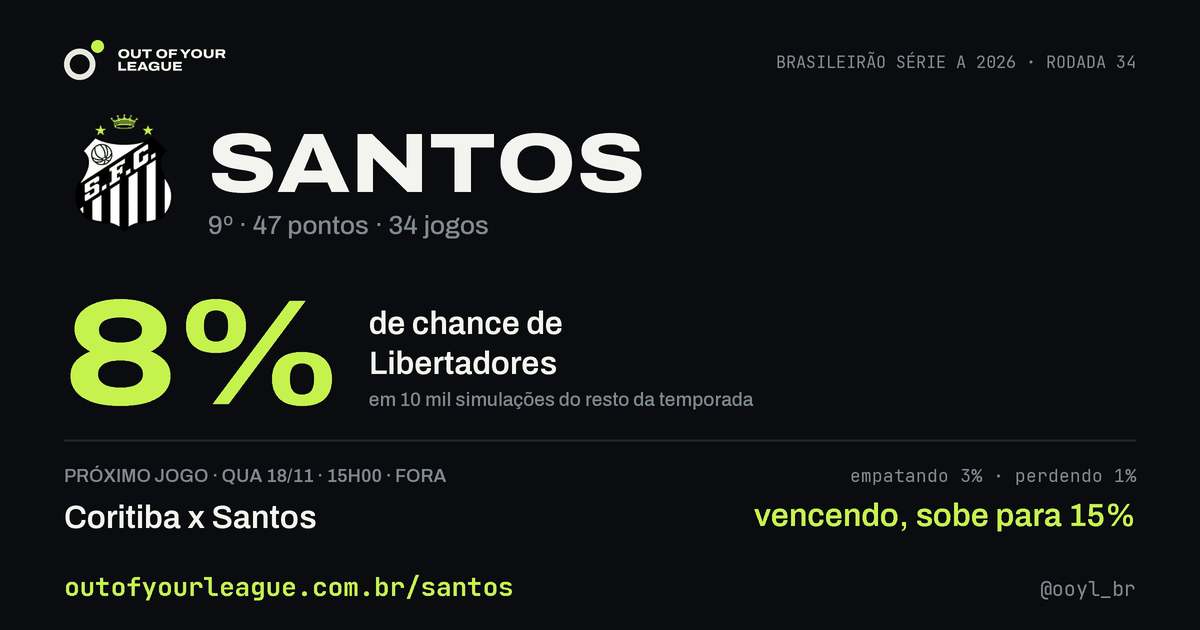 OUT OF YOUR
LEAGUE
BRASILEIRÃO SÉRIE A 2026 · RODADA 34
S.F.C.
SANTOS
9º · 47 pontos · 34 jogos
8%
de chance de
Libertadores
em 10 mil simulações do resto da temporada
PRÓXIMO JOGO · QUA 18/11 · 15H00 · FORA
empatando 3% · perdendo 1%
Coritiba x Santos
vencendo, sobe para 15%
outofyourleague.com.br/santos
@ooyl_br